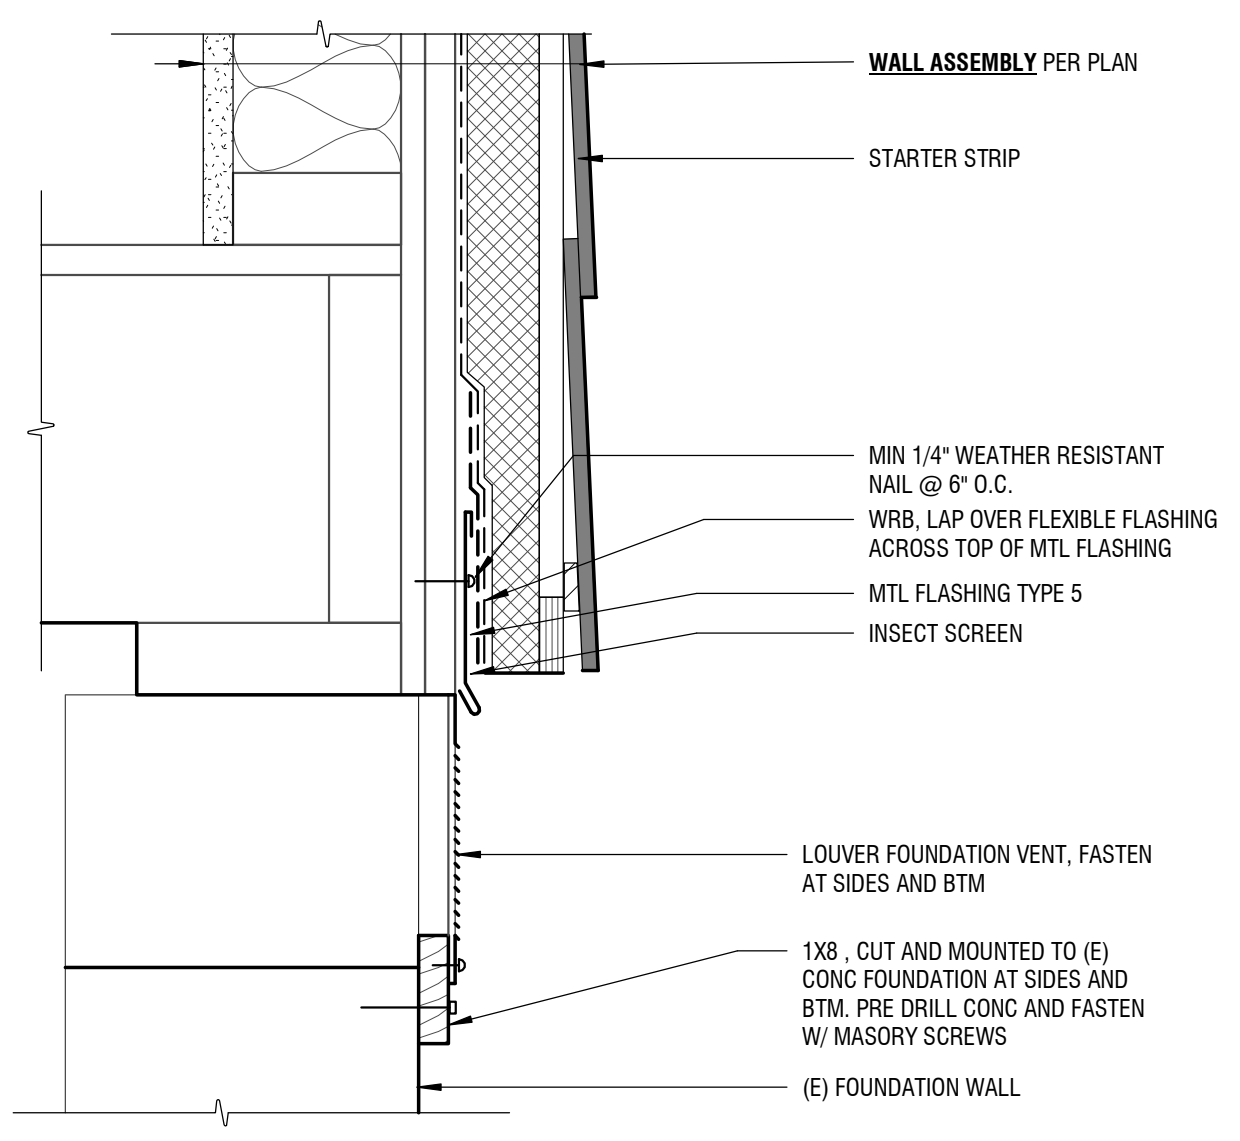 WALL ASSEMBLY PER PLAN
STARTER STRIP
MIN 1/4" WEATHER RESISTANT
NAIL @ 6" O.C.
WRB, LAP OVER FLEXIBLE FLASHING
ACROSS TOP OF MTL FLASHING
MTL FLASHING TYPE 5
INSECT SCREEN
LOUVER FOUNDATION VENT, FASTEN
AT SIDES AND BTM
1X8 , CUT AND MOUNTED TO (E)
CONC FOUNDATION AT SIDES AND
BTM. PRE DRILL CONC AND FASTEN
W/ MASORY SCREWS
(E) FOUNDATION WALL